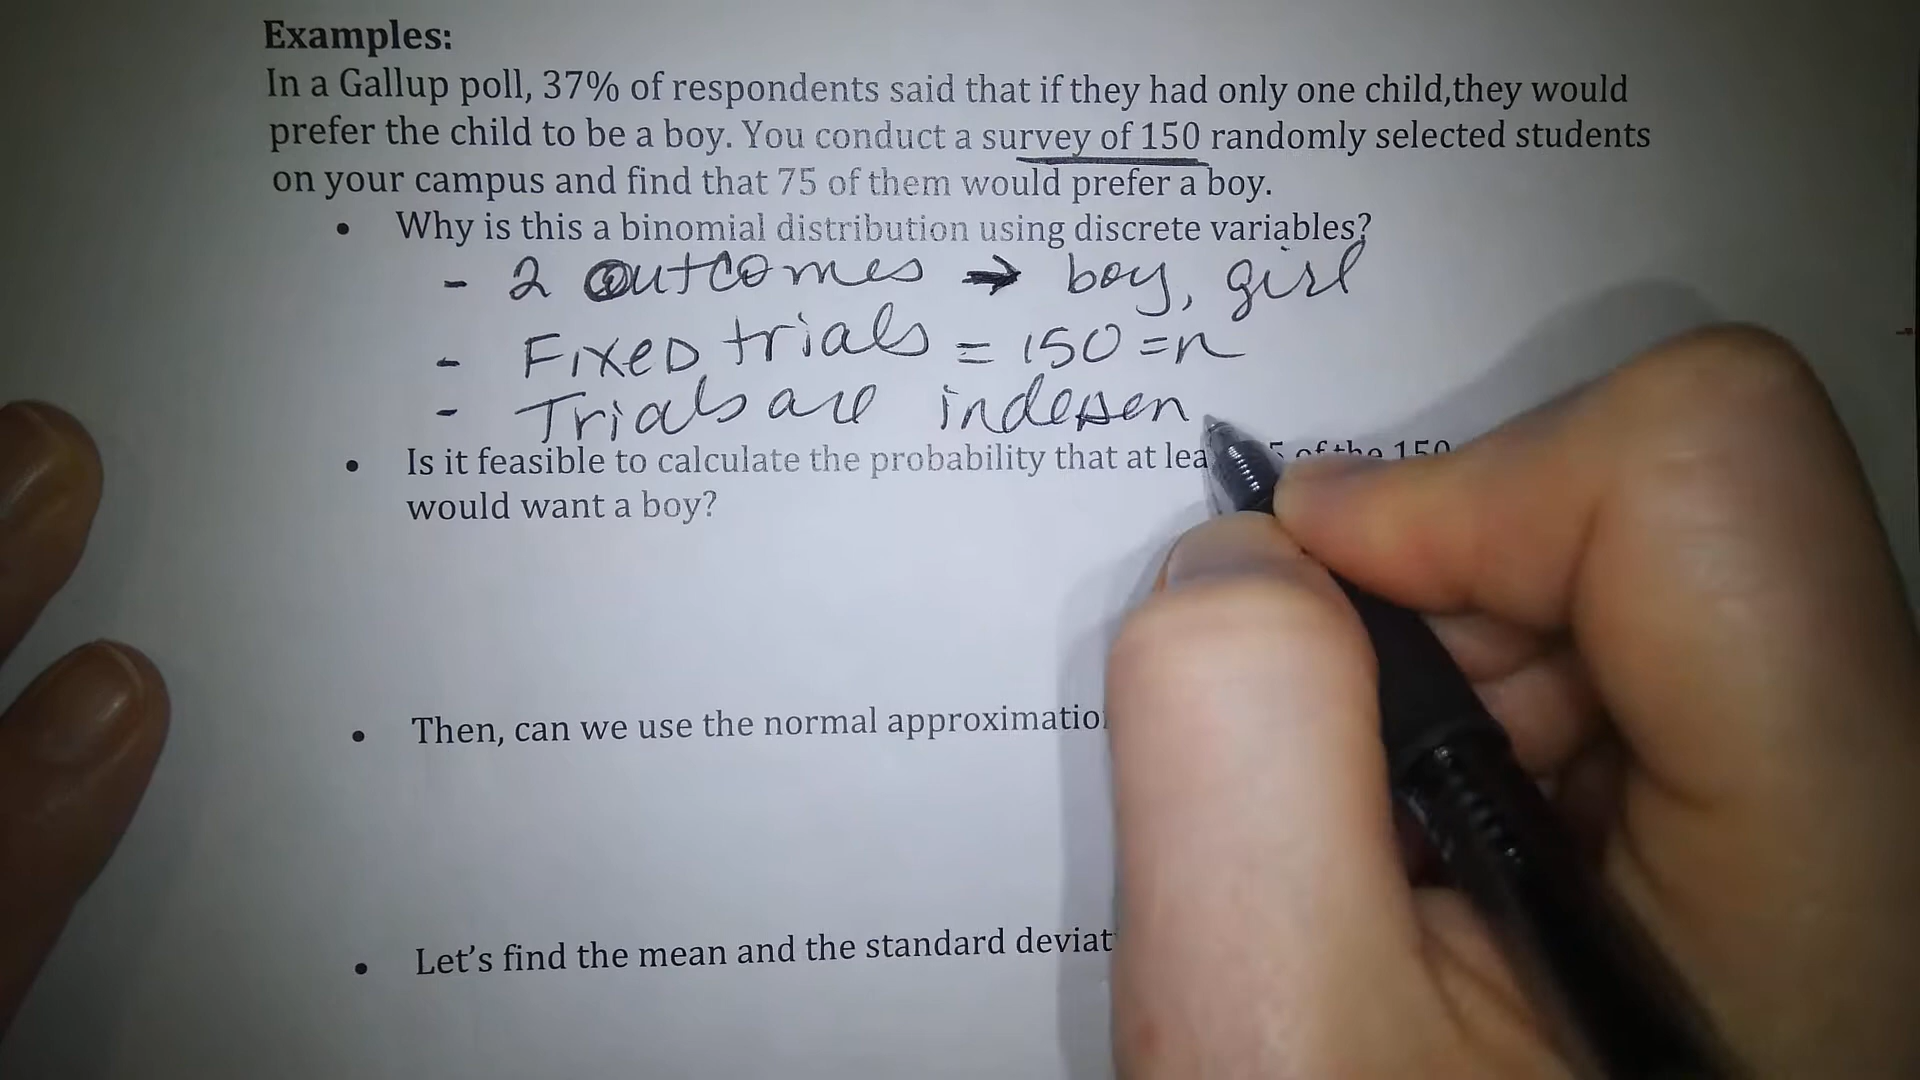 Examples:
In a Gallup poll, 37% of respondents said that if they had only one child,they would
prefer the child to be a boy. You conduct a survey of 150 randomly selected students
on your campus and find that 75 of them would prefer a boy.
• Why is this a binomial distribution using discrete variables?
- 2 outcomes → boy, girl
- Fixed trials = 150 = n
- Trials are indepen
• Is it feasible to calculate the probability that at lea of the 150
would want a boy?
• Then, can we use the normal approximatio
• Let's find the mean and the standard deviat